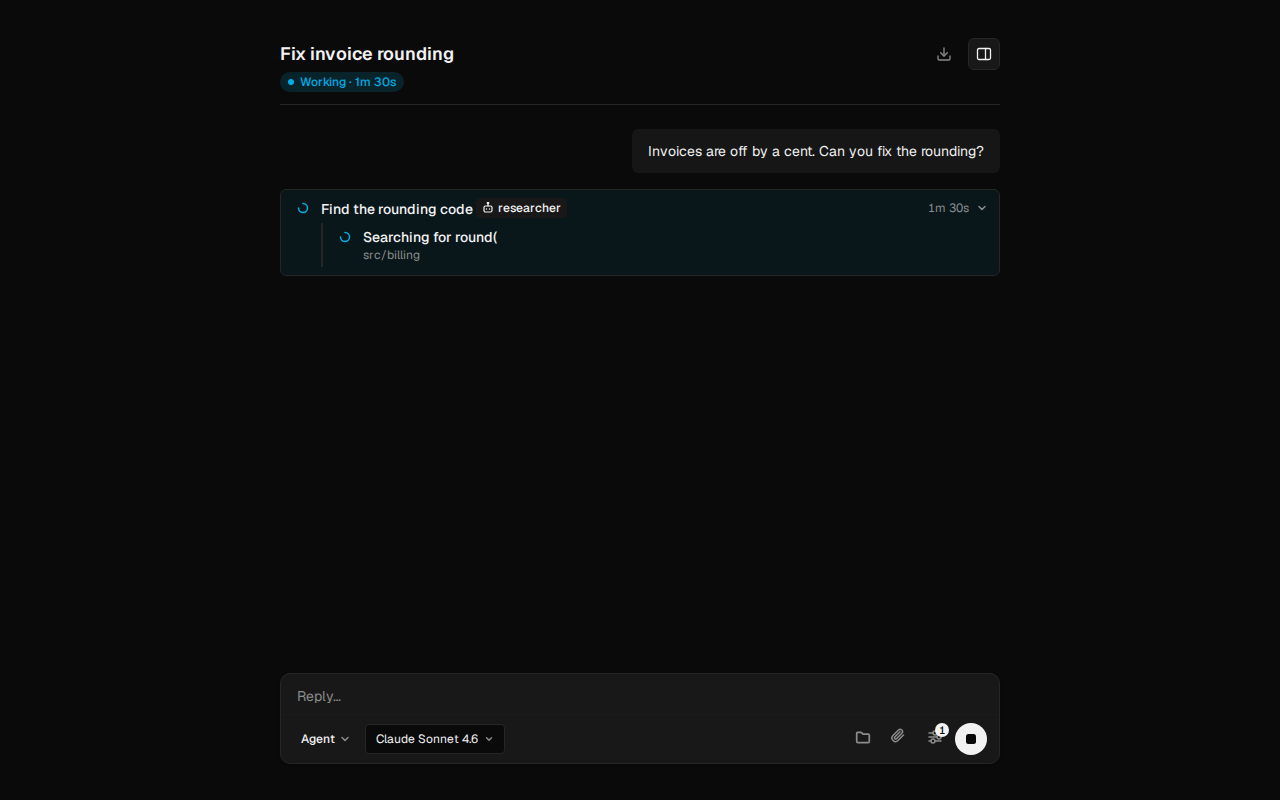 Fix invoice rounding
Working · 1m 30s
Invoices are off by a cent. Can you fix the rounding?
Find the rounding code researcher 1m 30s
Searching for round(
src/billing
Reply...
Agent Claude Sonnet 4.6 1